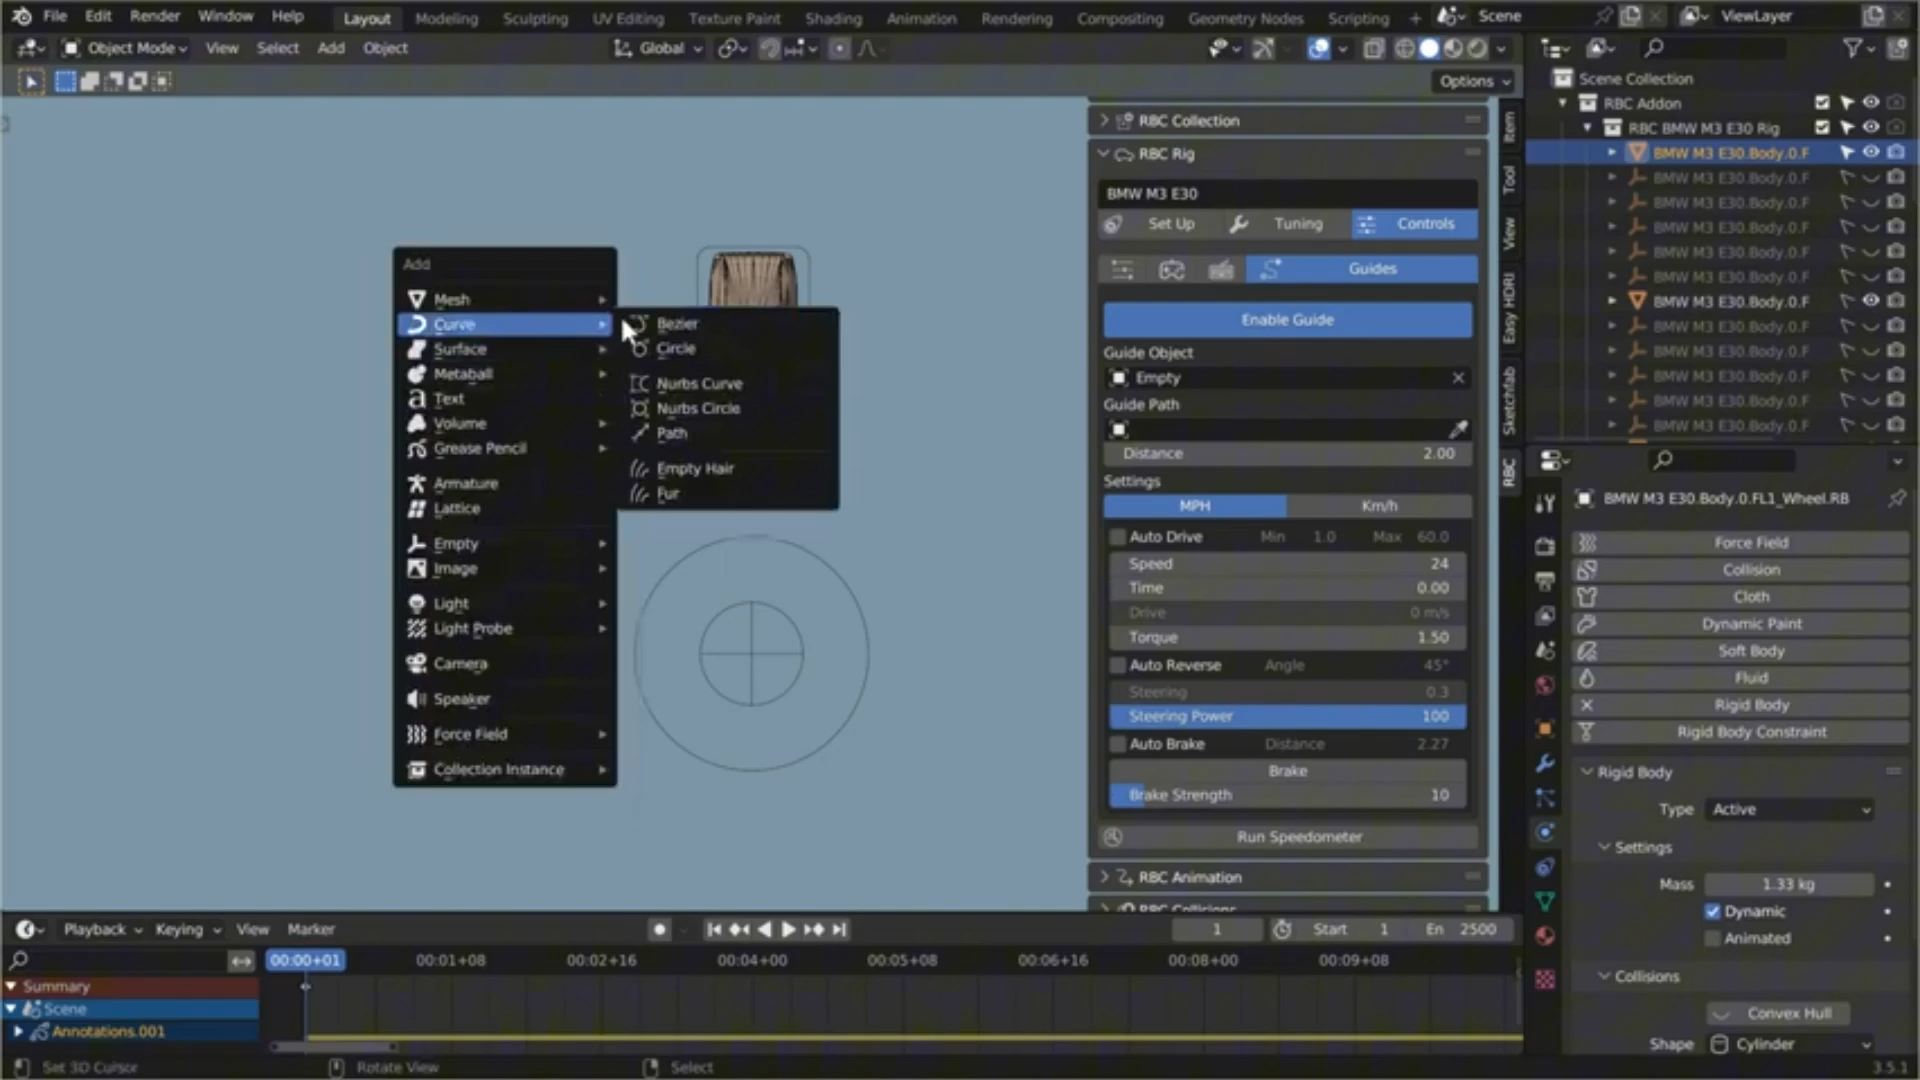 File Edit Render Window Help Layout Modeling Sculpting UV Editing Texture Paint Shading Animation Rendering Compositing Geometry Nodes Scripting + Scene ViewLayer
Object Mode View Select Add Object Global
Options
Scene Collection
RBC Addon
RBC BMW M3 E30 Rig
BMW M3 E30.Body.0.F
BMW M3 E30.Body.0.F
BMW M3 E30.Body.0.F
BMW M3 E30.Body.0.F
BMW M3 E30.Body.0.F
BMW M3 E30.Body.0.F
BMW M3 E30.Body.0.F
BMW M3 E30.Body.0.F
BMW M3 E30.Body.0.F
BMW M3 E30.Body.0.F
BMW M3 E30.Body.0.F
BMW M3 E30.Body.0.F
Add
Mesh
Curve
Surface
Metaball
Text
Volume
Grease Pencil
Armature
Lattice
Empty
Image
Light
Light Probe
Camera
Speaker
Force Field
Collection Instance
Bezier
Circle
Nurbs Curve
Nurbs Circle
Path
Empty Hair
Fur
RBC Collection
RBC Rig
BMW M3 E30
Set Up Tuning Controls
Guides
Enable Guide
Guide Object
Empty
Guide Path
Distance 2.00
Settings
MPH Km/h
Auto Drive Min 1.0 Max 60.0
Speed 24
Time 0.00
Drive 0 m/s
Torque 1.50
Auto Reverse Angle 45°
Steering 0.3
Steering Power 100
Auto Brake Distance 2.27
Brake
Brake Strength 10
Run Speedometer
RBC Animation
RBC Collisions
Item
Tool
View
Easy HDRI
Sketchfab
RBC
BMW M3 E30.Body.0.FL1_Wheel.RB
Force Field
Collision
Cloth
Dynamic Paint
Soft Body
Fluid
Rigid Body
Rigid Body Constraint
Rigid Body
Type Active
Settings
Mass 1.33 kg
Dynamic
Animated
Collisions
Convex Hull
Shape Cylinder
Playback Keying View Marker 1 Start 1 En 2500
00:00+01 00:01+08 00:02+16 00:04+00 00:05+08 00:06+16 00:08+00 00:09+08
Summary
Scene
Annotations.001
Set 3D Cursor Rotate View Select 3.5.1